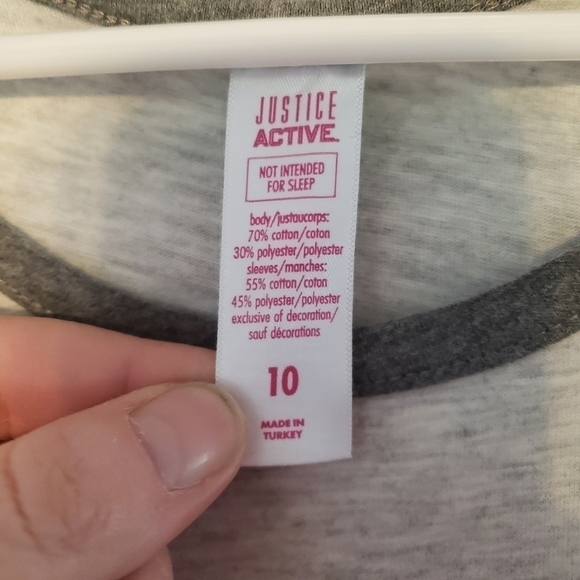 JUSTICE
ACTIVE™
NOT INTENDED
FOR SLEEP
body/justaucorps:
70% cotton/coton
30% polyester/polyester
sleeves/manches:
55% cotton/coton
45% polyester/polyester
exclusive of decoration/
sauf décorations
10
MADE IN
TURKEY